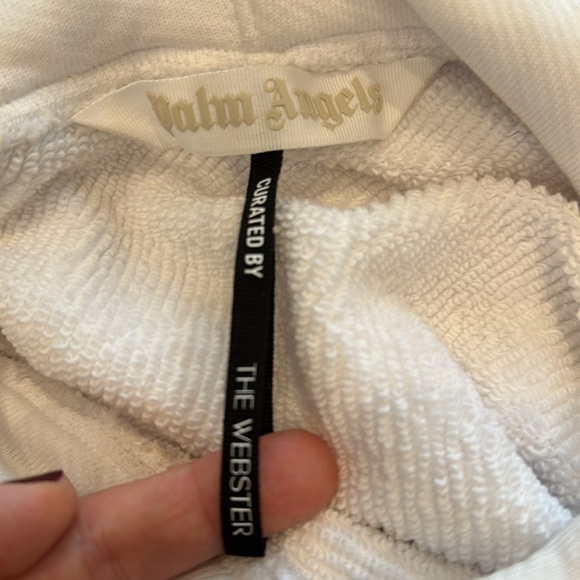 Palm Angels
CURATED BY
THE WEBSTER